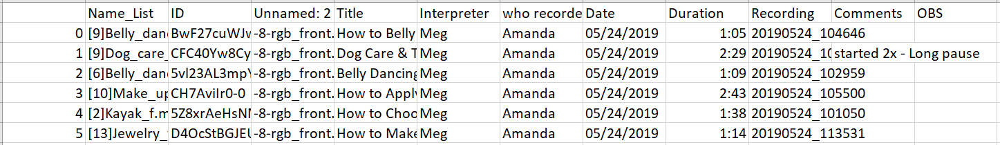 Name_List ID Unnamed: 2 Title Interpreter who recorde Date Duration Recording Comments OBS
0 [9]Belly_dan BwF27cuWJw -8-rgb_front. How to Belly Meg Amanda 05/24/2019 1:05 20190524_104646
1 [9]Dog_care_ CFC40Yw8Cy -8-rgb_front. Dog Care & T Meg Amanda 05/24/2019 2:29 20190524_10 started 2x - Long pause
2 [6]Belly_dan 5vl23AL3mpY -8-rgb_front. Belly Dancing Meg Amanda 05/24/2019 1:09 20190524_102959
3 [10]Make_up CH7AviIr0-0 -8-rgb_front. How to Apply Meg Amanda 05/24/2019 2:43 20190524_105500
4 [2]Kayak_f.m 5Z8xrAeHsNM -8-rgb_front. How to Choo Meg Amanda 05/24/2019 1:38 20190524_101050
5 [13]Jewelry_ D4OcStBGJEU -8-rgb_front. How to Make Meg Amanda 05/24/2019 1:14 20190524_113531